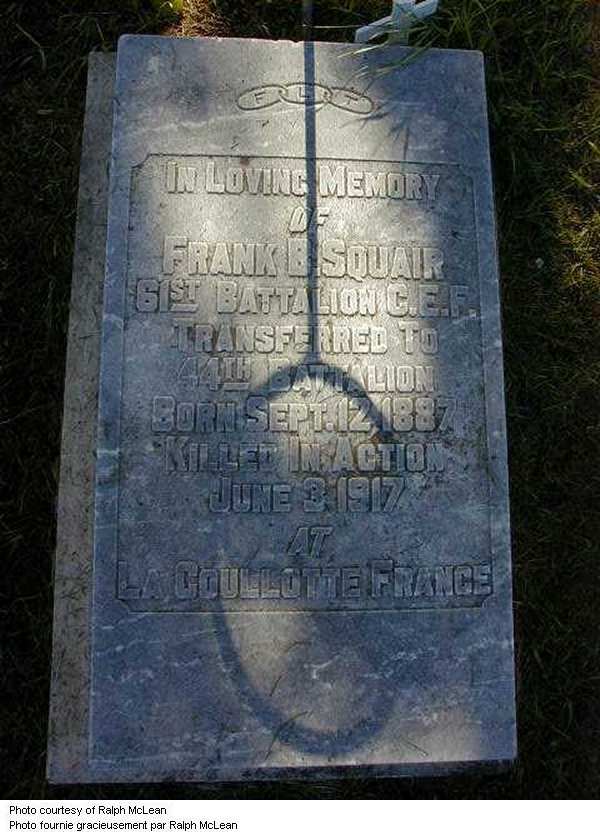 F L T
IN LOVING MEMORY
OF
FRANK B. SQUAIR
61ST BATTALION C.E.F.
TRANSFERRED TO
44TH BATTALION
BORN SEPT. 12, 1887
KILLED IN ACTION
JUNE 3, 1917
AT
LA COULLOTTE FRANCE
Photo courtesy of Ralph McLean
Photo fournie gracieusement par Ralph McLean